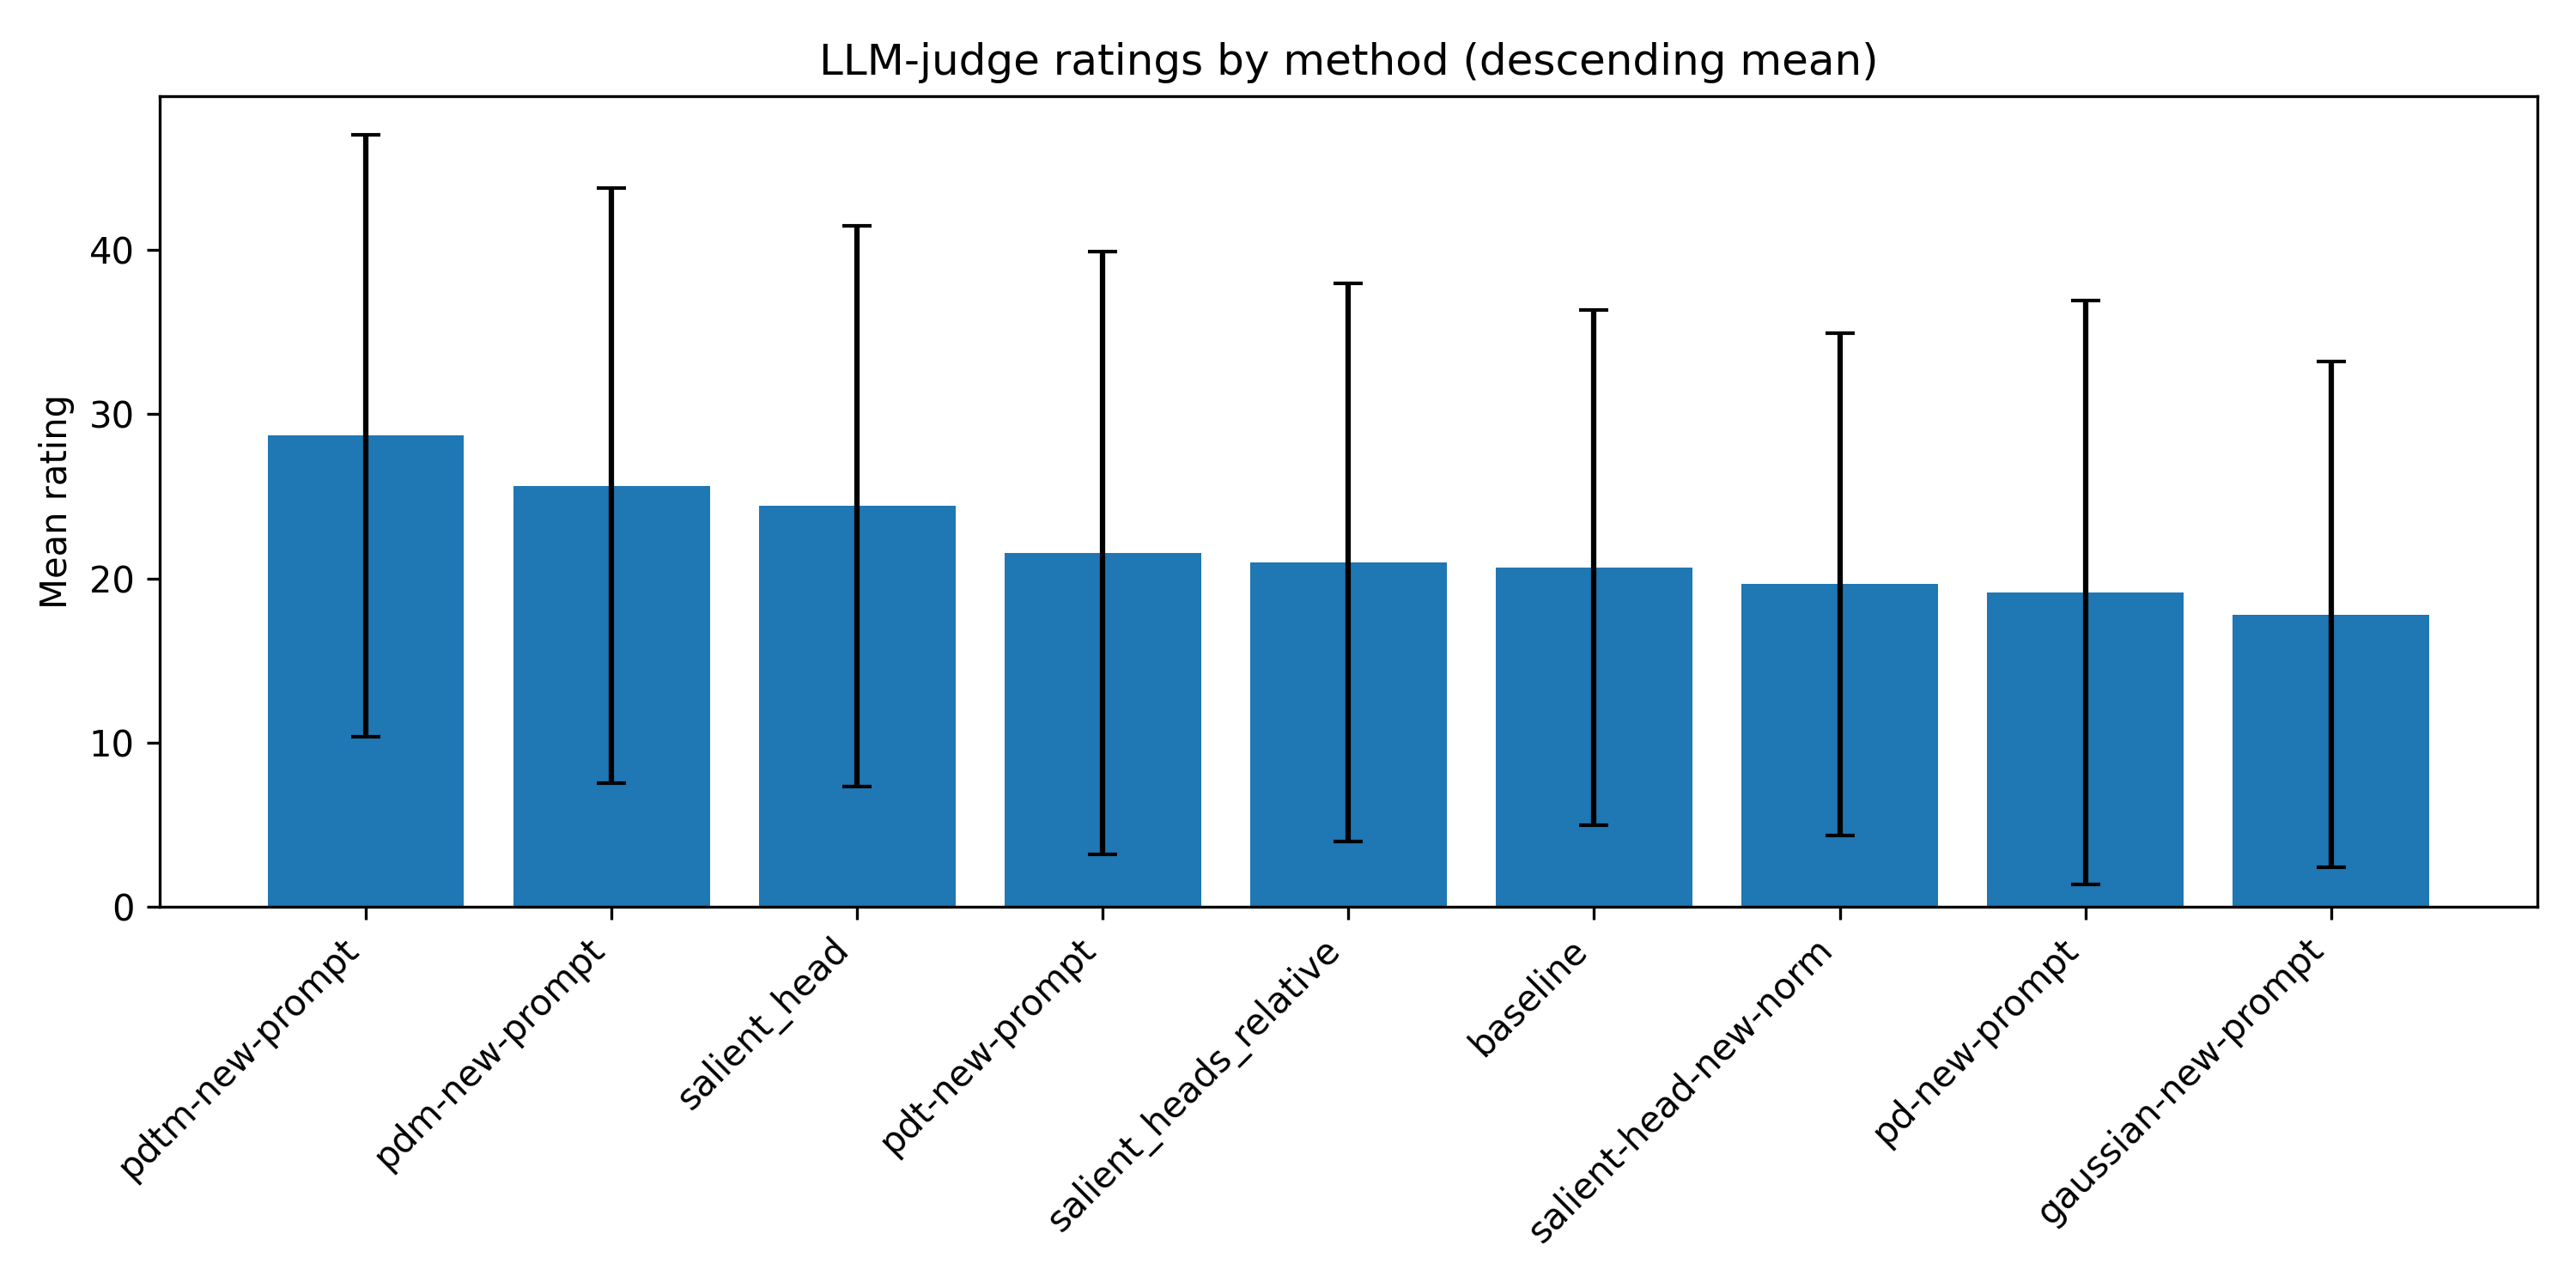 LLM-judge ratings by method (descending mean)
Mean rating
40
30
20
10
0
pdtm-new-prompt
pdm-new-prompt
salient_head
pdt-new-prompt
salient_heads_relative
baseline
salient-head-new-norm
pd-new-prompt
gaussian-new-prompt